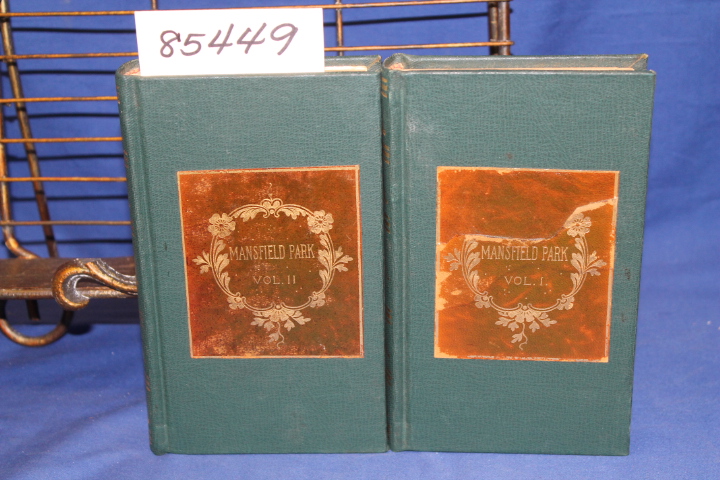 85449
MANSFIELD PARK
VOL. II
MANSFIELD PARK
VOL. I.